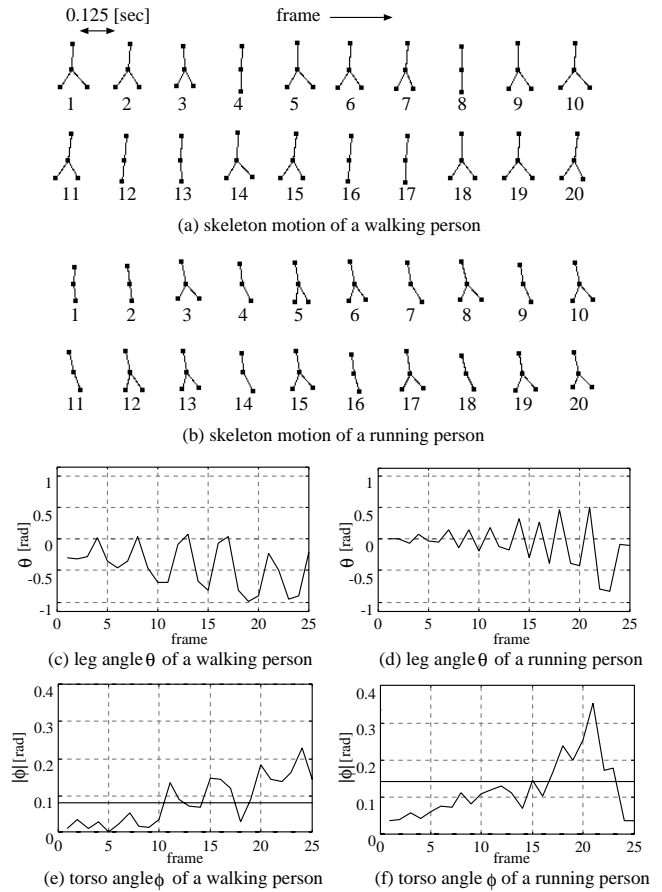 0.125 [sec] frame
1 2 3 4 5 6 7 8 9 10
11 12 13 14 15 16 17 18 19 20
(a) skeleton motion of a walking person
1 2 3 4 5 6 7 8 9 10
11 12 13 14 15 16 17 18 19 20
(b) skeleton motion of a running person
1
0.5
0
-0.5
-1
θ [rad]
0 5 10 15 20 25
frame
(c) leg angle θ of a walking person
1
0.5
0
-0.5
-1
θ [rad]
0 5 10 15 20 25
frame
(d) leg angle θ of a running person
0.4
0.3
0.2
0.1
0
|ϕ| [rad]
0 5 10 15 20 25
frame
(e) torso angle ϕ of a walking person
0.4
0.3
0.2
0.1
0
|ϕ| [rad]
0 5 10 15 20 25
frame
(f) torso angle ϕ of a running person